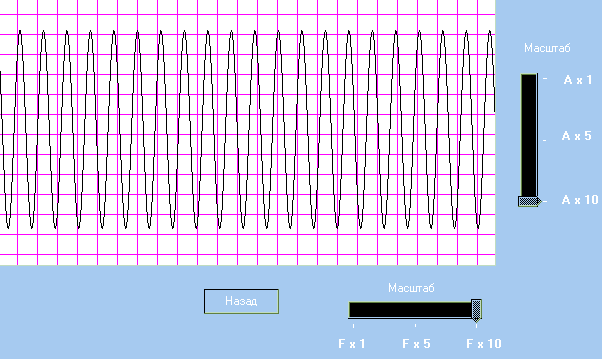 Масштаб
A x 1
A x 5
A x 10
Назад
Масштаб
F x 1 F x 5 F x 10